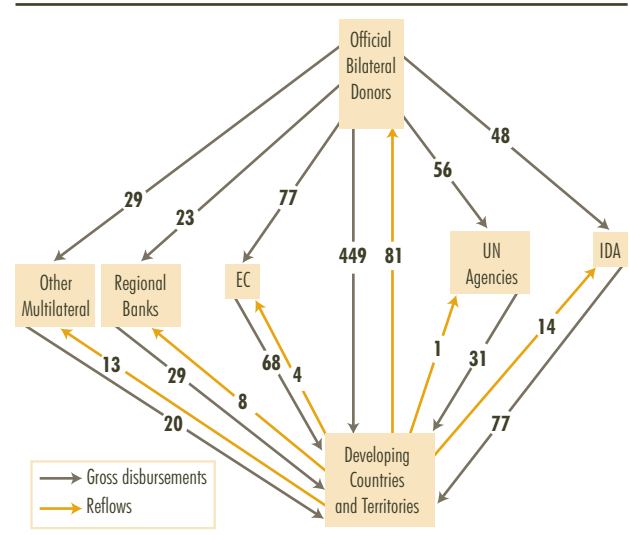 Official
Bilateral
Donors
48
56
29
77
23
449
81
UN
Agencies
IDA
EC
Other
Multilateral
Regional
Banks
14
1
31
13
68
4
29
8
20
77
Developing
Countries
and Territories
Gross disbursements
Reflows